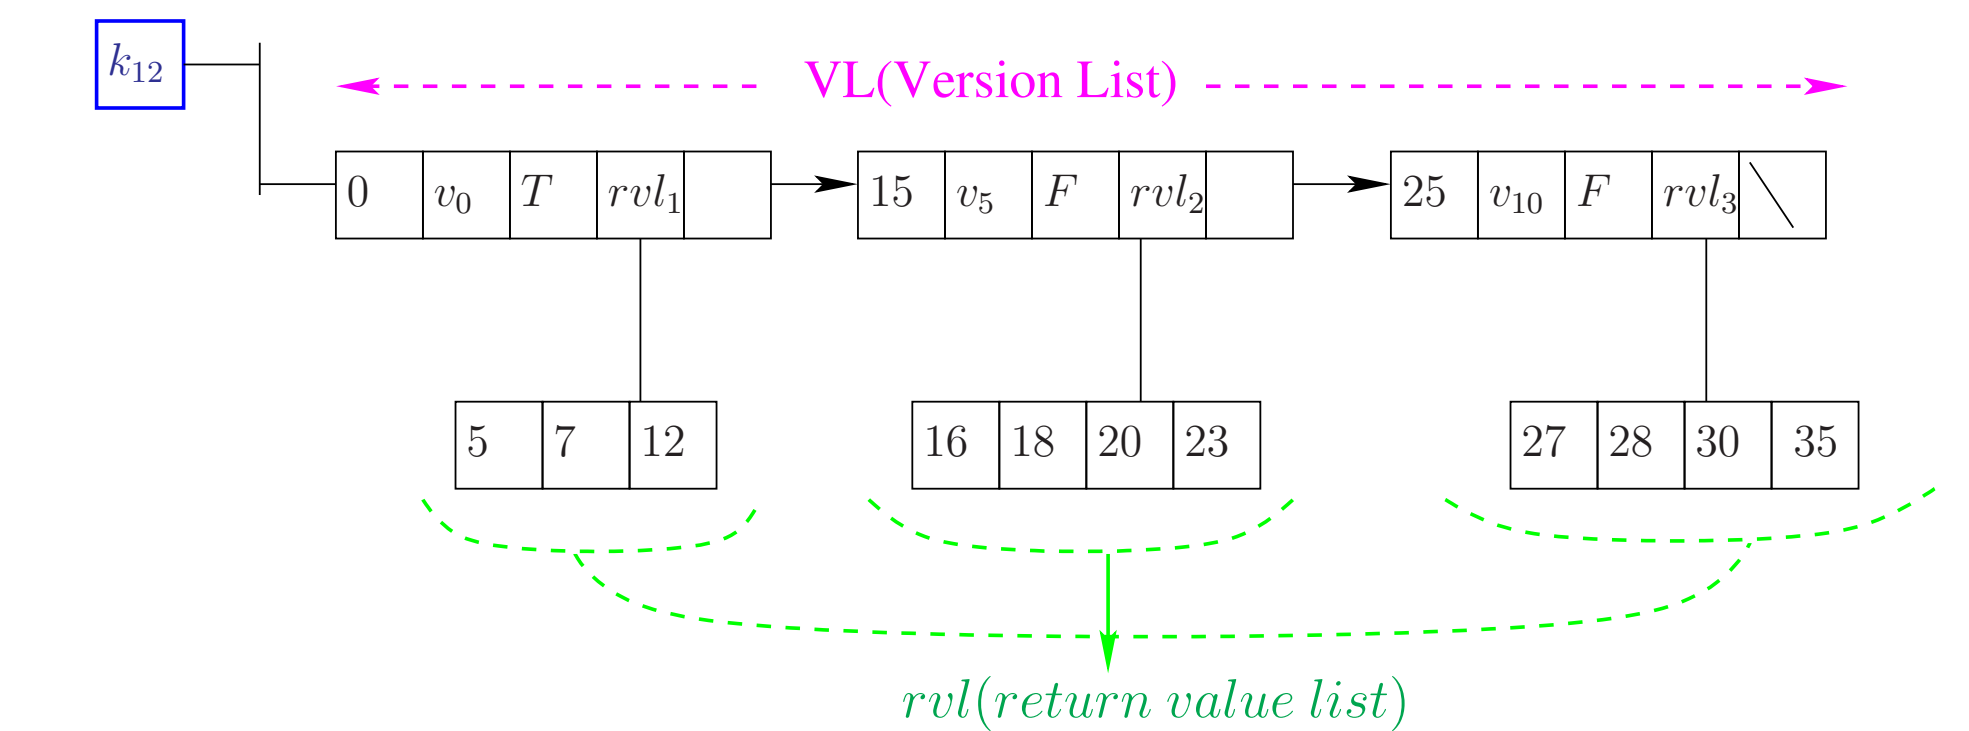 k₁₂
VL(Version List)
0 v₀ T rvl₁ 15 v₅ F rvl₂ 25 v₁₀ F rvl₃
5 7 12 16 18 20 23 27 28 30 35
rvl(return value list)